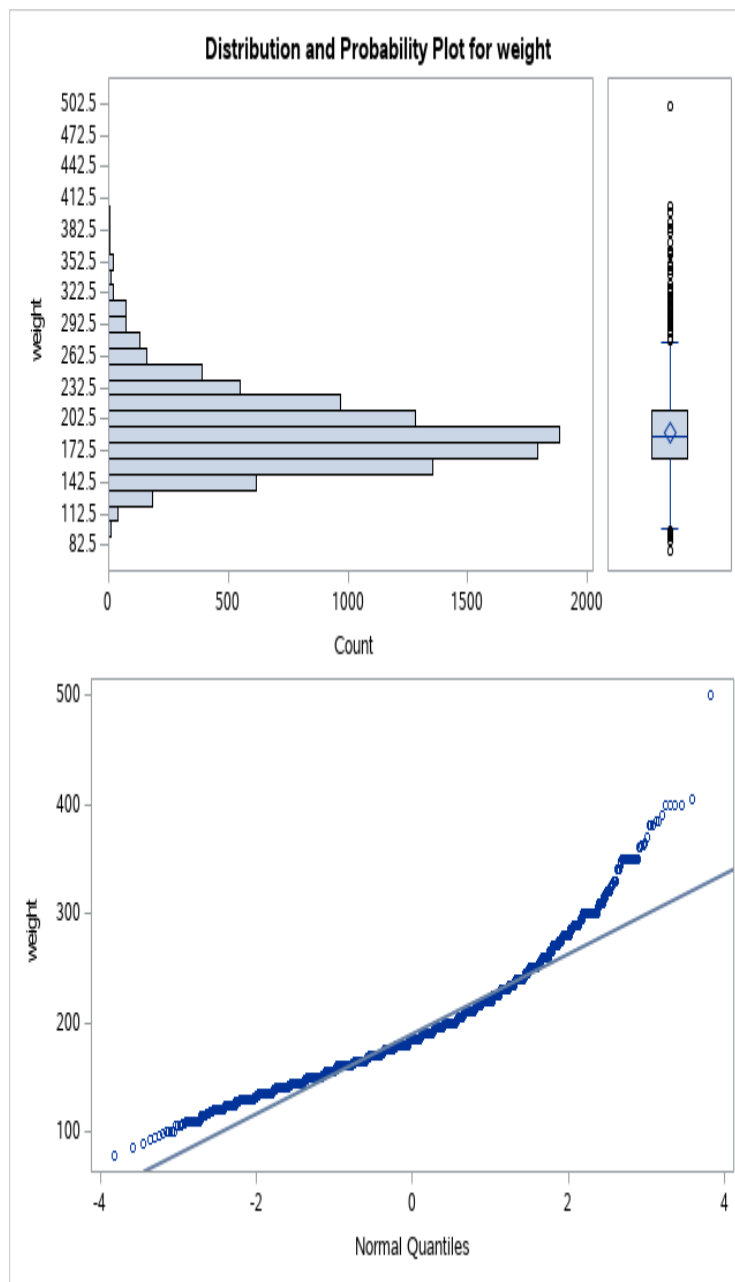 Distribution and Probability Plot for weight
502.5
472.5
442.5
412.5
382.5
352.5
322.5
292.5
262.5
232.5
202.5
172.5
142.5
112.5
82.5
weight
0 500 1000 1500 2000
Count
500
400
300
200
100
weight
-4 -2 0 2 4
Normal Quantiles